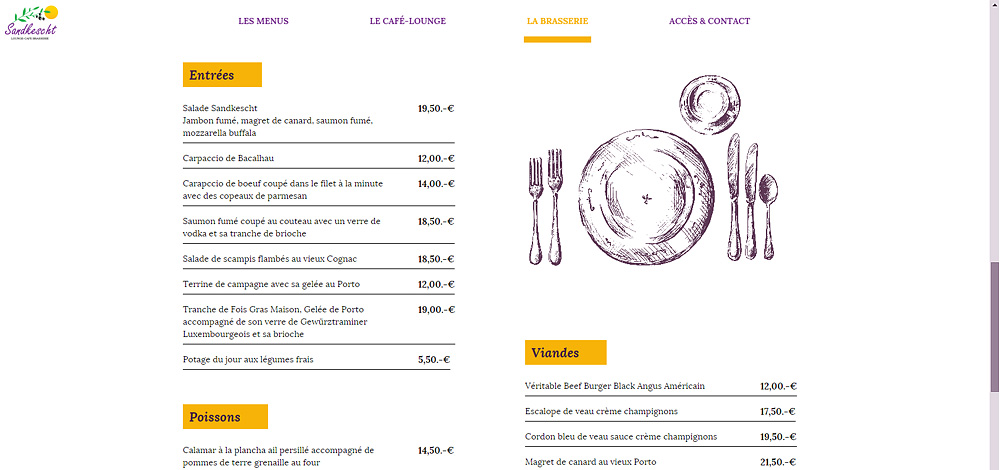 Sandkescht
LOUNGE CAFÉ BRASSERIE
LES MENUS
LE CAFÉ-LOUNGE
LA BRASSERIE
ACCÈS & CONTACT
Entrées
Salade Sandkescht 19,50.-€
Jambon fumé, magret de canard, saumon fumé,
mozzarella buffala
Carpaccio de Bacalhau 12,00.-€
Carapccio de boeuf coupé dans le filet à la minute 14,00.-€
avec des copeaux de parmesan
Saumon fumé coupé au couteau avec un verre de 18,50.-€
vodka et sa tranche de brioche
Salade de scampis flambés au vieux Cognac 18,50.-€
Terrine de campagne avec sa gelée au Porto 12,00.-€
Tranche de Fois Gras Maison, Gelée de Porto 19,00.-€
accompagné de son verre de Gewürztraminer
Luxembourgeois et sa brioche
Potage du jour aux légumes frais 5,50.-€
Poissons
Calamar à la plancha ail persillé accompagné de 14,50.-€
pommes de terre grenaille au four
Viandes
Véritable Beef Burger Black Angus Américain 12,00.-€
Escalope de veau crème champignons 17,50.-€
Cordon bleu de veau sauce crème champignons 19,50.-€
Magret de canard au vieux Porto 21,50.-€